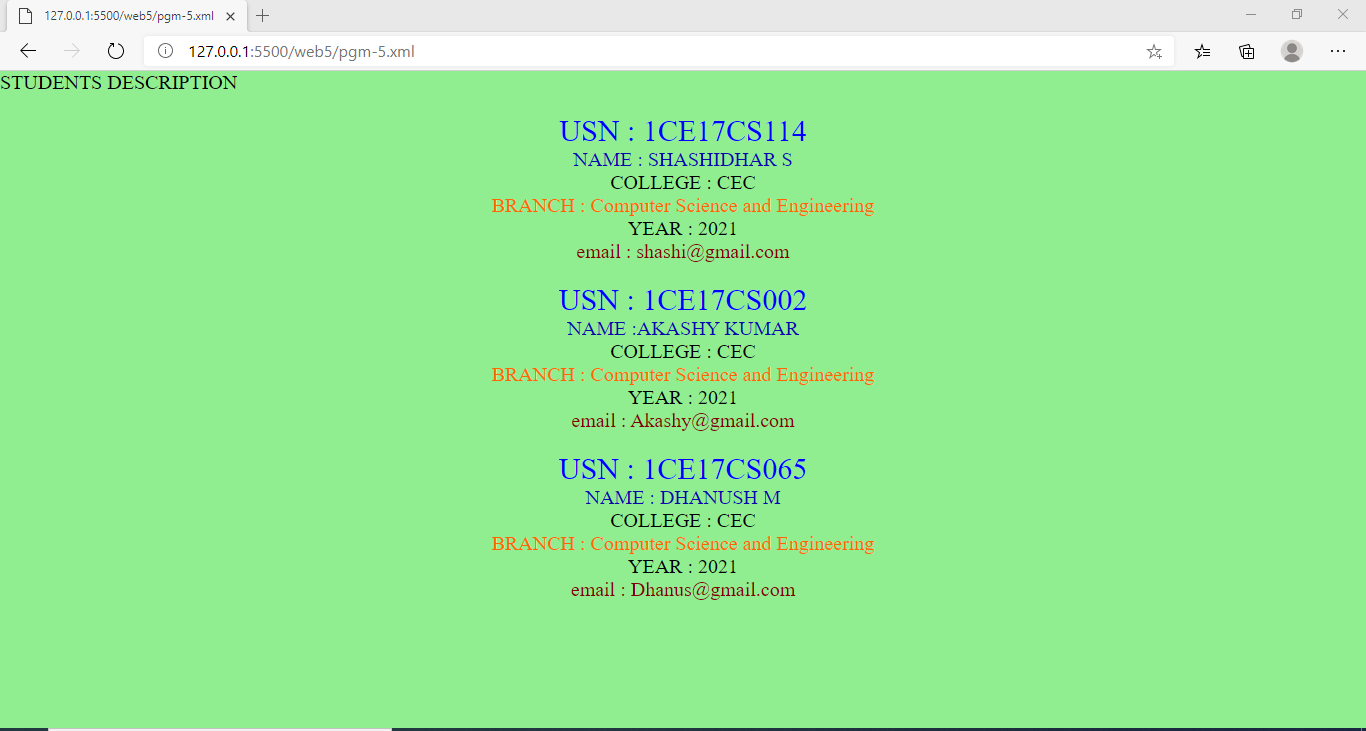 127.0.0.1:5500/web5/pgm-5.xml
127.0.0.1:5500/web5/pgm-5.xml
STUDENTS DESCRIPTION
USN : 1CE17CS114
NAME : SHASHIDHAR S
COLLEGE : CEC
BRANCH : Computer Science and Engineering
YEAR : 2021
email : shashi@gmail.com
USN : 1CE17CS002
NAME :AKASHY KUMAR
COLLEGE : CEC
BRANCH : Computer Science and Engineering
YEAR : 2021
email : Akashy@gmail.com
USN : 1CE17CS065
NAME : DHANUSH M
COLLEGE : CEC
BRANCH : Computer Science and Engineering
YEAR : 2021
email : Dhanus@gmail.com